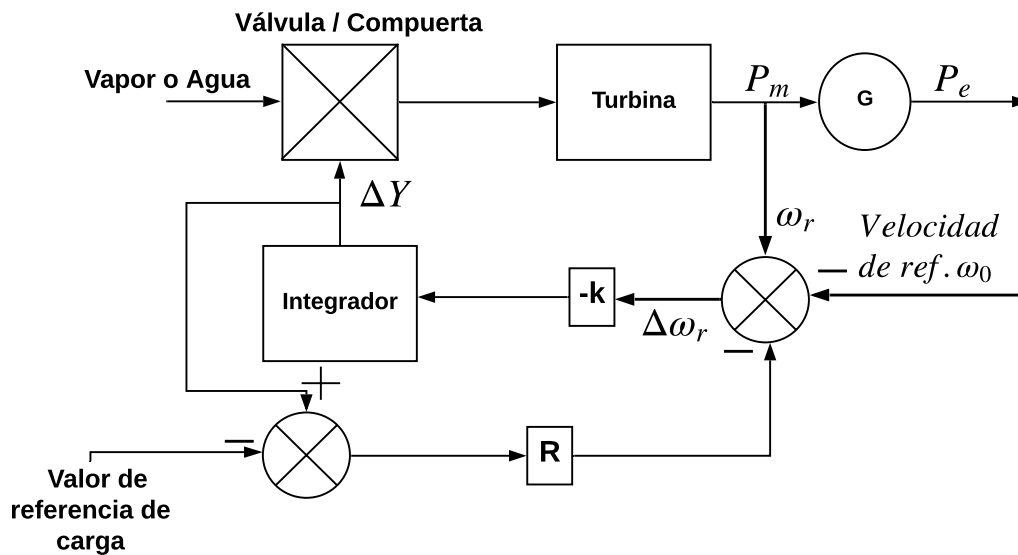 Válvula / Compuerta
Vapor o Agua
Turbina
P_m
G
P_e
ΔY
ω_r
Velocidad
de ref. ω_0
−
Integrador
-k
Δω_r
−
+
−
R
Valor de
referencia de
carga